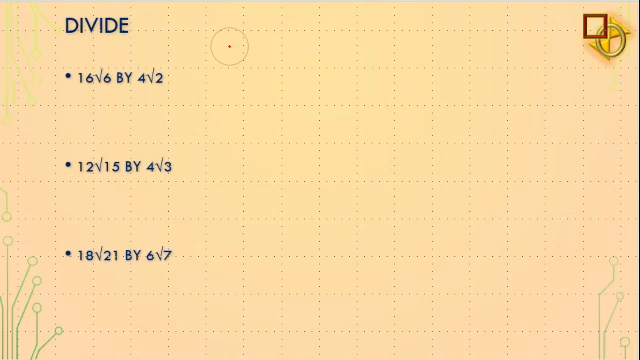 DIVIDE
• 16√6 BY 4√2
• 12√15 BY 4√3
• 18√21 BY 6√7